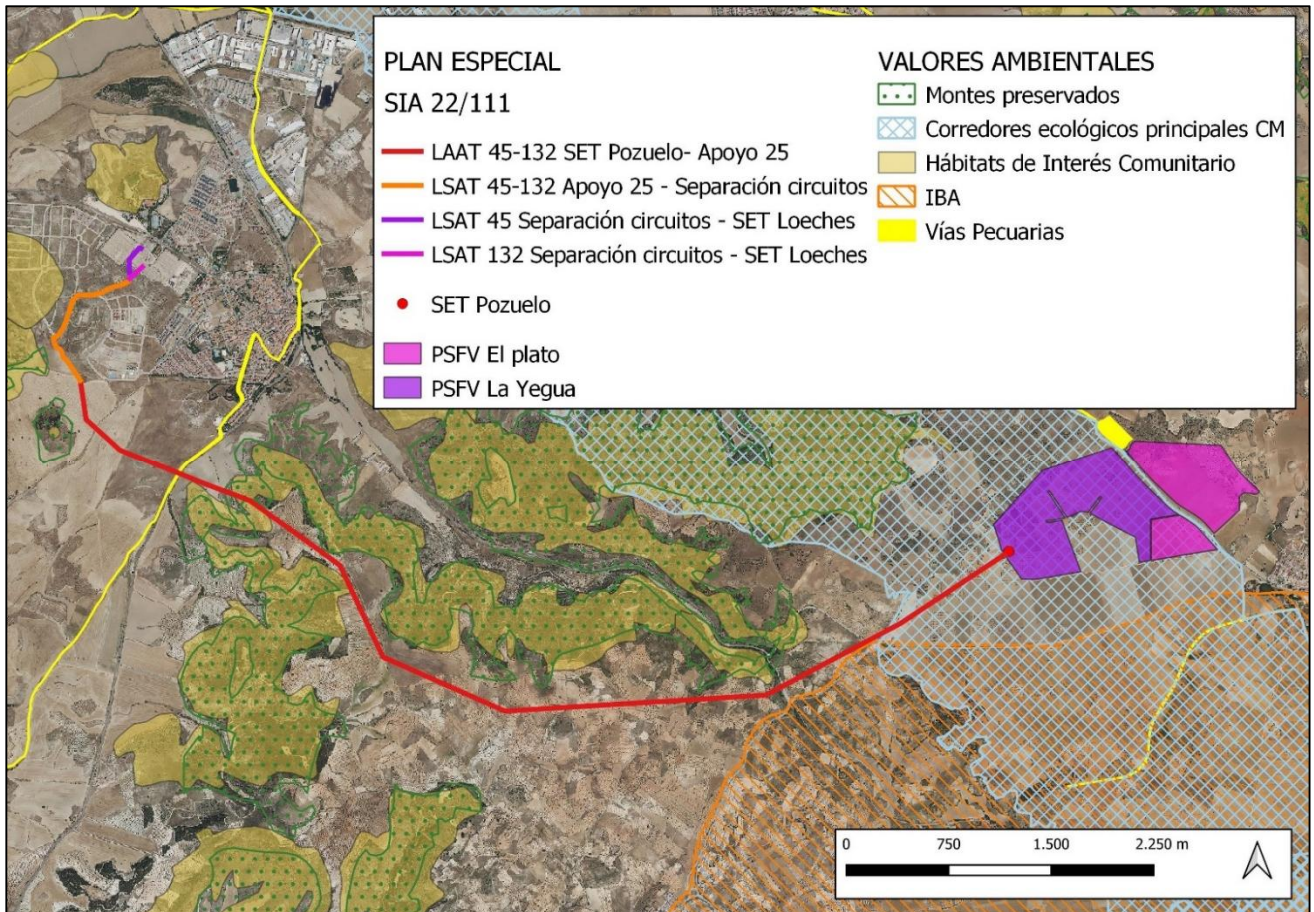 PLAN ESPECIAL
SIA 22/111
LAAT 45-132 SET Pozuelo- Apoyo 25
LSAT 45-132 Apoyo 25 - Separación circuitos
LSAT 45 Separación circuitos - SET Loeches
LSAT 132 Separación circuitos - SET Loeches
SET Pozuelo
PSFV El plato
PSFV La Yegua
VALORES AMBIENTALES
Montes preservados
Corredores ecológicos principales CM
Hábitats de Interés Comunitario
IBA
Vías Pecuarias
0 750 1.500 2.250 m